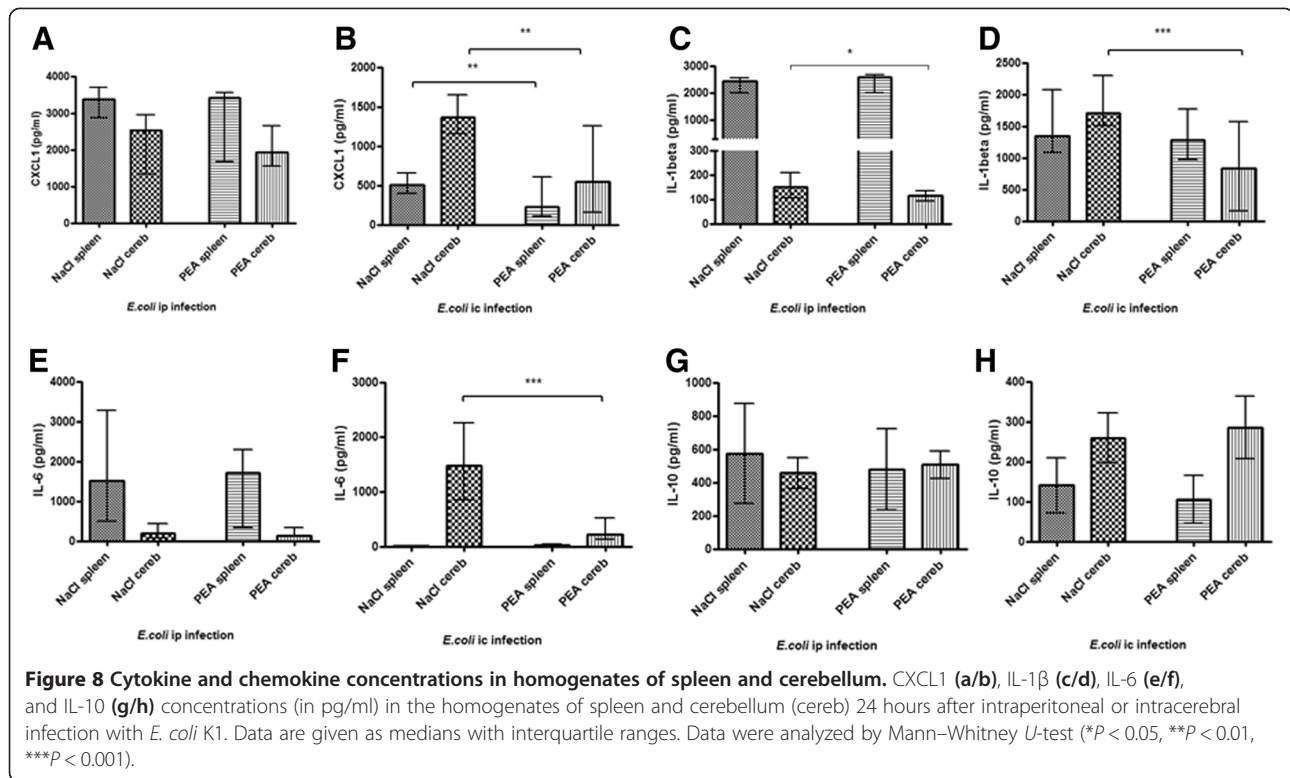 A
CXCL1 (pg/ml)
4000
3000
2000
1000
0
NaCl spleen
NaCl cereb
PEA spleen
PEA cereb
E.coli ip infection
B
**
**
CXCL1 (pg/ml)
2000
1500
1000
500
0
NaCl spleen
NaCl cereb
PEA spleen
PEA cereb
E.coli ic infection
C
*
IL-1beta (pg/ml)
3000
2000
1000
300
200
100
0
NaCl spleen
NaCl cereb
PEA spleen
PEA cereb
E.coli ip infection
D
***
IL-1beta (pg/ml)
2000
1500
1000
500
0
NaCl spleen
NaCl cereb
PEA spleen
PEA cereb
E.coli ic infection
E
IL-6 (pg/ml)
4000
3000
2000
1000
0
NaCl spleen
NaCl cereb
PEA spleen
PEA cereb
E.coli ip infection
F
***
IL-6 (pg/ml)
3000
2000
1000
0
NaCl spleen
NaCl cereb
PEA spleen
PEA cereb
E.coli ic infection
G
IL-10 (pg/ml)
1000
800
600
400
200
0
NaCl spleen
NaCl cereb
PEA spleen
PEA cereb
E.coli ip infection
H
IL-10 (pg/ml)
400
300
200
100
0
NaCl spleen
NaCl cereb
PEA spleen
PEA cereb
E.coli ic infection
Figure 8 Cytokine and chemokine concentrations in homogenates of spleen and cerebellum. CXCL1 (a/b), IL-1β (c/d), IL-6 (e/f),
and IL-10 (g/h) concentrations (in pg/ml) in the homogenates of spleen and cerebellum (cereb) 24 hours after intraperitoneal or intracerebral
infection with E. coli K1. Data are given as medians with interquartile ranges. Data were analyzed by Mann–Whitney U-test (*P < 0.05, **P < 0.01,
***P < 0.001).